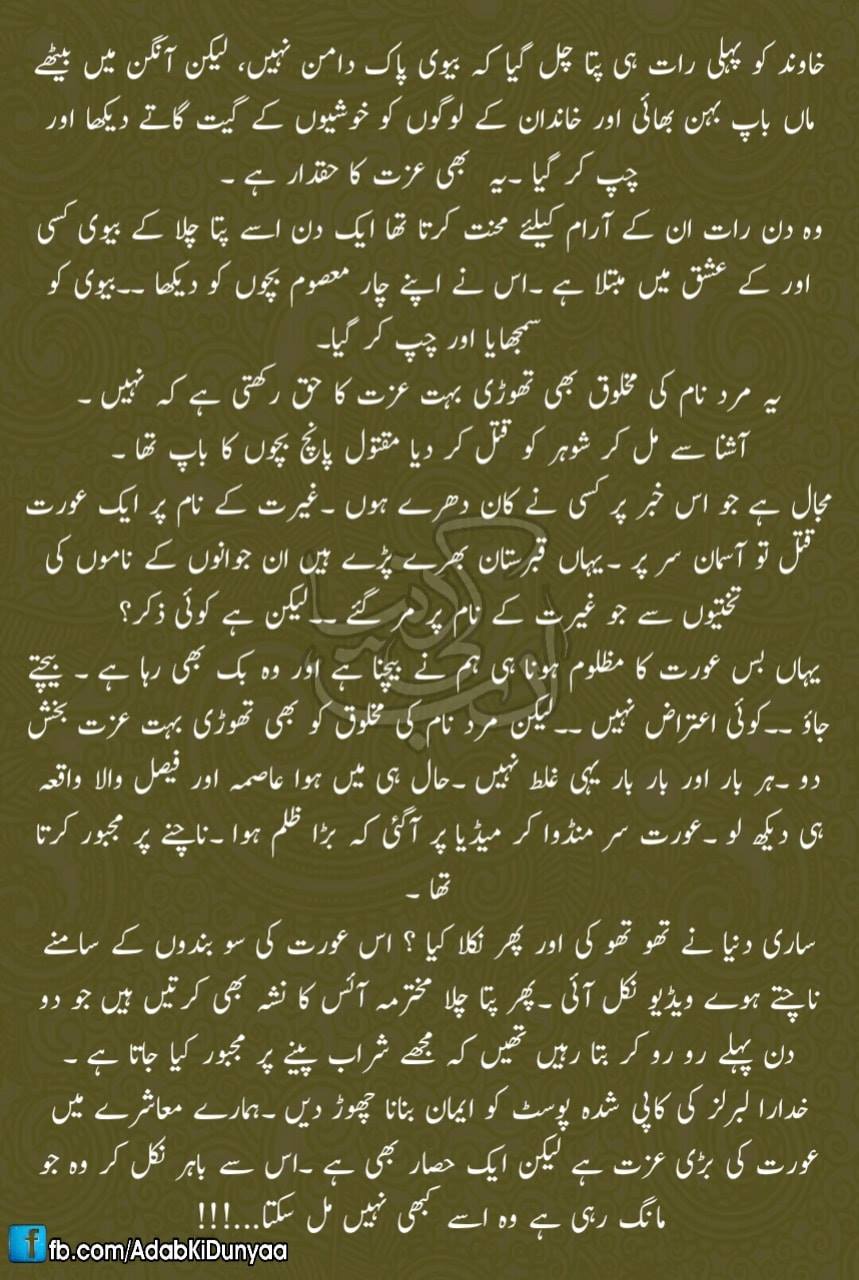 خاوند کو پہلی رات ہی پتا چل گیا کہ بیوی پاک دامن نہیں، لیکن آنگن میں بیٹھے
ماں باپ بہن بھائی اور خاندان کے لوگوں کو خوشیوں کے گیت گاتے دیکھا اور
چپ کر گیا ۔یہ بھی عزت کا حقدار ہے ۔
وہ دن رات ان کے آرام کیلئے محنت کرتا تھا ایک دن اسے پتا چلا کے بیوی کسی
اور کے عشق میں مبتلا ہے ۔اس نے اپنے چار معصوم بچوں کو دیکھا ۔۔بیوی کو
سمجھایا اور چپ کر گیا۔
یہ مرد نام کی مخلوق بھی تھوڑی بہت عزت کا حق رکھتی ہے کہ نہیں ۔
آشنا سے مل کر شوہر کو قتل کر دیا مقتول پانچ بچوں کا باپ تھا ۔
مجال ہے جو اس خبر پر کسی نے کان دھرے ہوں ۔غیرت کے نام پر ایک عورت
قتل تو آسمان سر پر ۔یہاں قبرستان بھرے پڑے ہیں ان جوانوں کے ناموں کی
تختیوں سے جو غیرت کے نام پر مر گئے ۔۔لیکن ہے کوئی ذکر؟
یہاں بس عورت کا مظلوم ہونا ہی ہم نے بیچنا ہے اور وہ بک بھی رہا ہے ۔ بیچتے
جاؤ ۔۔کوئی اعتراض نہیں ۔۔لیکن مرد نام کی مخلوق کو بھی تھوڑی بہت عزت بخش
دو ۔ہر بار اور بار بار یہی غلط نہیں ۔حال ہی میں ہوا عاصمہ اور فیصل والا واقعہ
ہی دیکھ لو ۔عورت سر منڈوا کر میڈیا پر آگئی کہ بڑا ظلم ہوا ۔ناچنے پر مجبور کرتا
تھا ۔
ساری دنیا نے تھو تھو کی اور پھر نکلا کیا ؟ اس عورت کی سو بندوں کے سامنے
ناچتے ہوے ویڈیو نکل آئی ۔پھر پتا چلا محترمہ آئس کا نشہ بھی کرتیں ہیں جو دو
دن پہلے رو رو کر بتا رہیں تھیں کہ مجھے شراب پینے پر مجبور کیا جاتا ہے ۔
خدارا لبرلز کی کاپی شدہ پوسٹ کو ایمان بنانا چھوڑ دیں ۔ہمارے معاشرے میں
عورت کی بڑی عزت ہے لیکن ایک حصار بھی ہے ۔اس سے باہر نکل کر وہ جو
مانگ رہی ہے وہ اسے کبھی نہیں مل سکتا...!!!
ادب کی دنیا
fb.com/AdabKiDunyaa